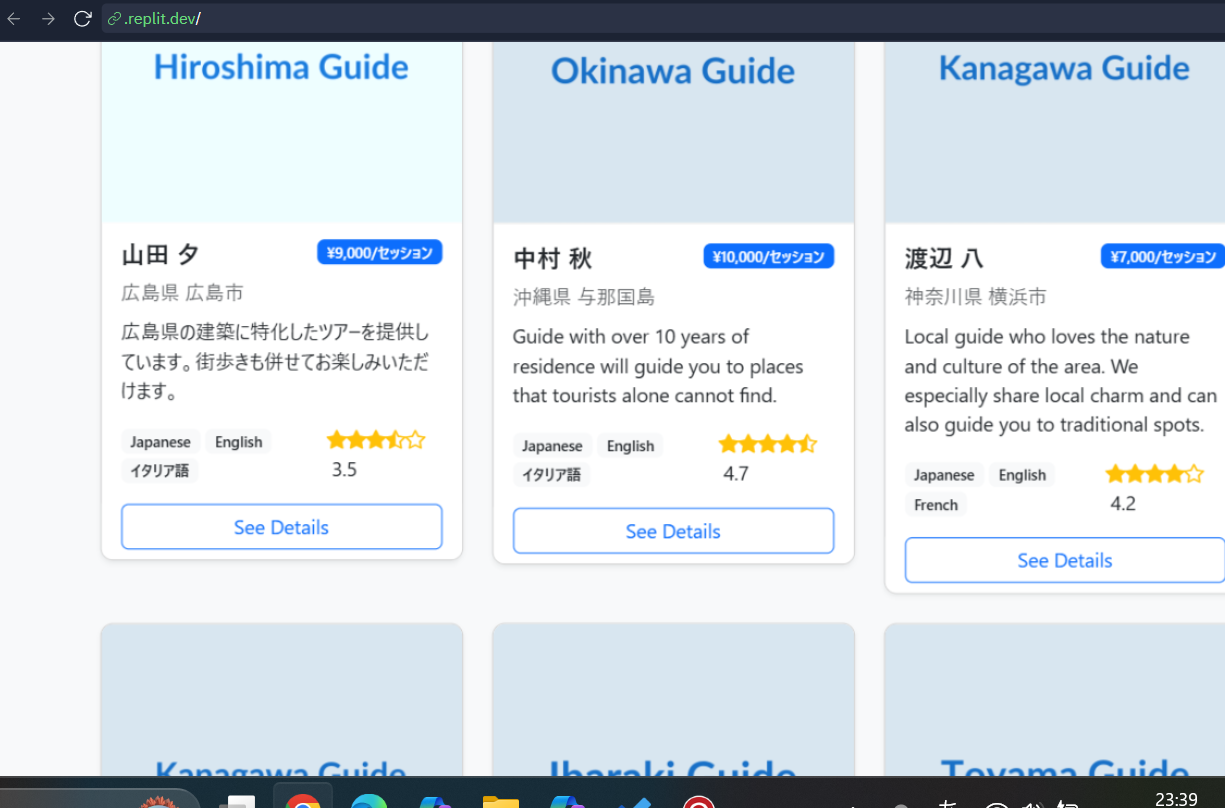 .replit.dev/
Hiroshima Guide
山田 夕
¥9,000/セッション
広島県 広島市
広島県の建築に特化したツアーを提供し
ています。街歩きも併せてお楽しみいただ
けます。
Japanese English
イタリア語
3.5
See Details
Okinawa Guide
中村 秋
¥10,000/セッション
沖縄県 与那国島
Guide with over 10 years of
residence will guide you to places
that tourists alone cannot find.
Japanese English
イタリア語
4.7
See Details
Kanagawa Guide
渡辺 八
¥7,000/セッション
神奈川県 横浜市
Local guide who loves the nature
and culture of the area. We
especially share local charm and can
also guide you to traditional spots.
Japanese English
French
4.2
See Details
Kanagawa Guide
Ibaraki Guide
Toyama Guide
あ
23:39